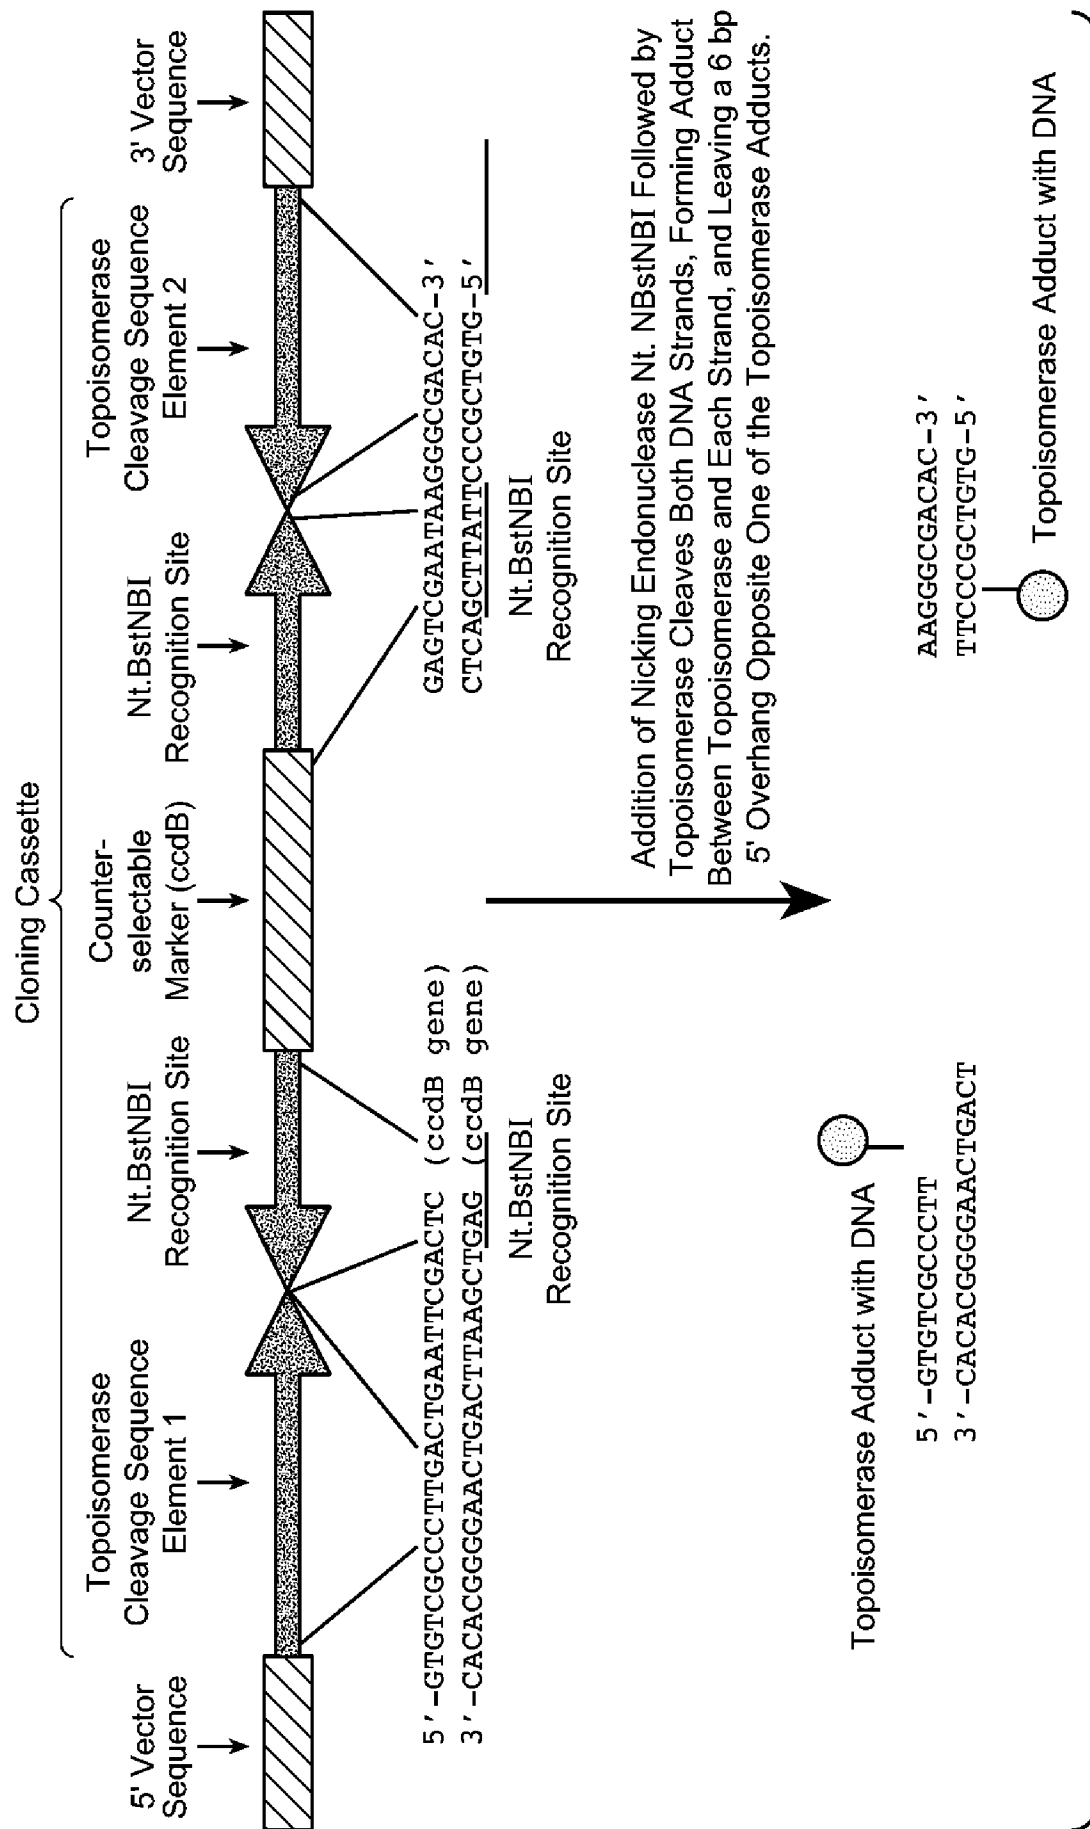 Cloning Cassette
5' Vector
Sequence
Topoisomerase
Cleavage Sequence
Element 1
Nt.BstNBI
Recognition Site
Counter-
selectable
Marker (ccdB)
Nt.BstNBI
Recognition Site
Topoisomerase
Cleavage Sequence
Element 2
3' Vector
Sequence
5'-GTGTCGCCCTTGACTGAATTCGACTC (ccdB gene)
3'-CACACGGGGAACTGACTTAAGCTGAG (ccdB gene)
Nt.BstNBI
Recognition Site
GAGTCGAATAAGGGCGACAC-3'
CTCAGCTTATTCCCGCTGTG-5'
Nt.BstNBI
Recognition Site
Addition of Nicking Endonuclease Nt. NBstNBI Followed by
Topoisomerase Cleaves Both DNA Strands, Forming Adduct
Between Topoisomerase and Each Strand, and Leaving a 6 bp
5' Overhang Opposite One of the Topoisomerase Adducts.
Topoisomerase Adduct with DNA
5'-GTGTCGCCCTT
3'-CACACGGGGAACTGACT
AAGGGCGACAC-3'
TTCCCGCTGTG-5'
Topoisomerase Adduct with DNA